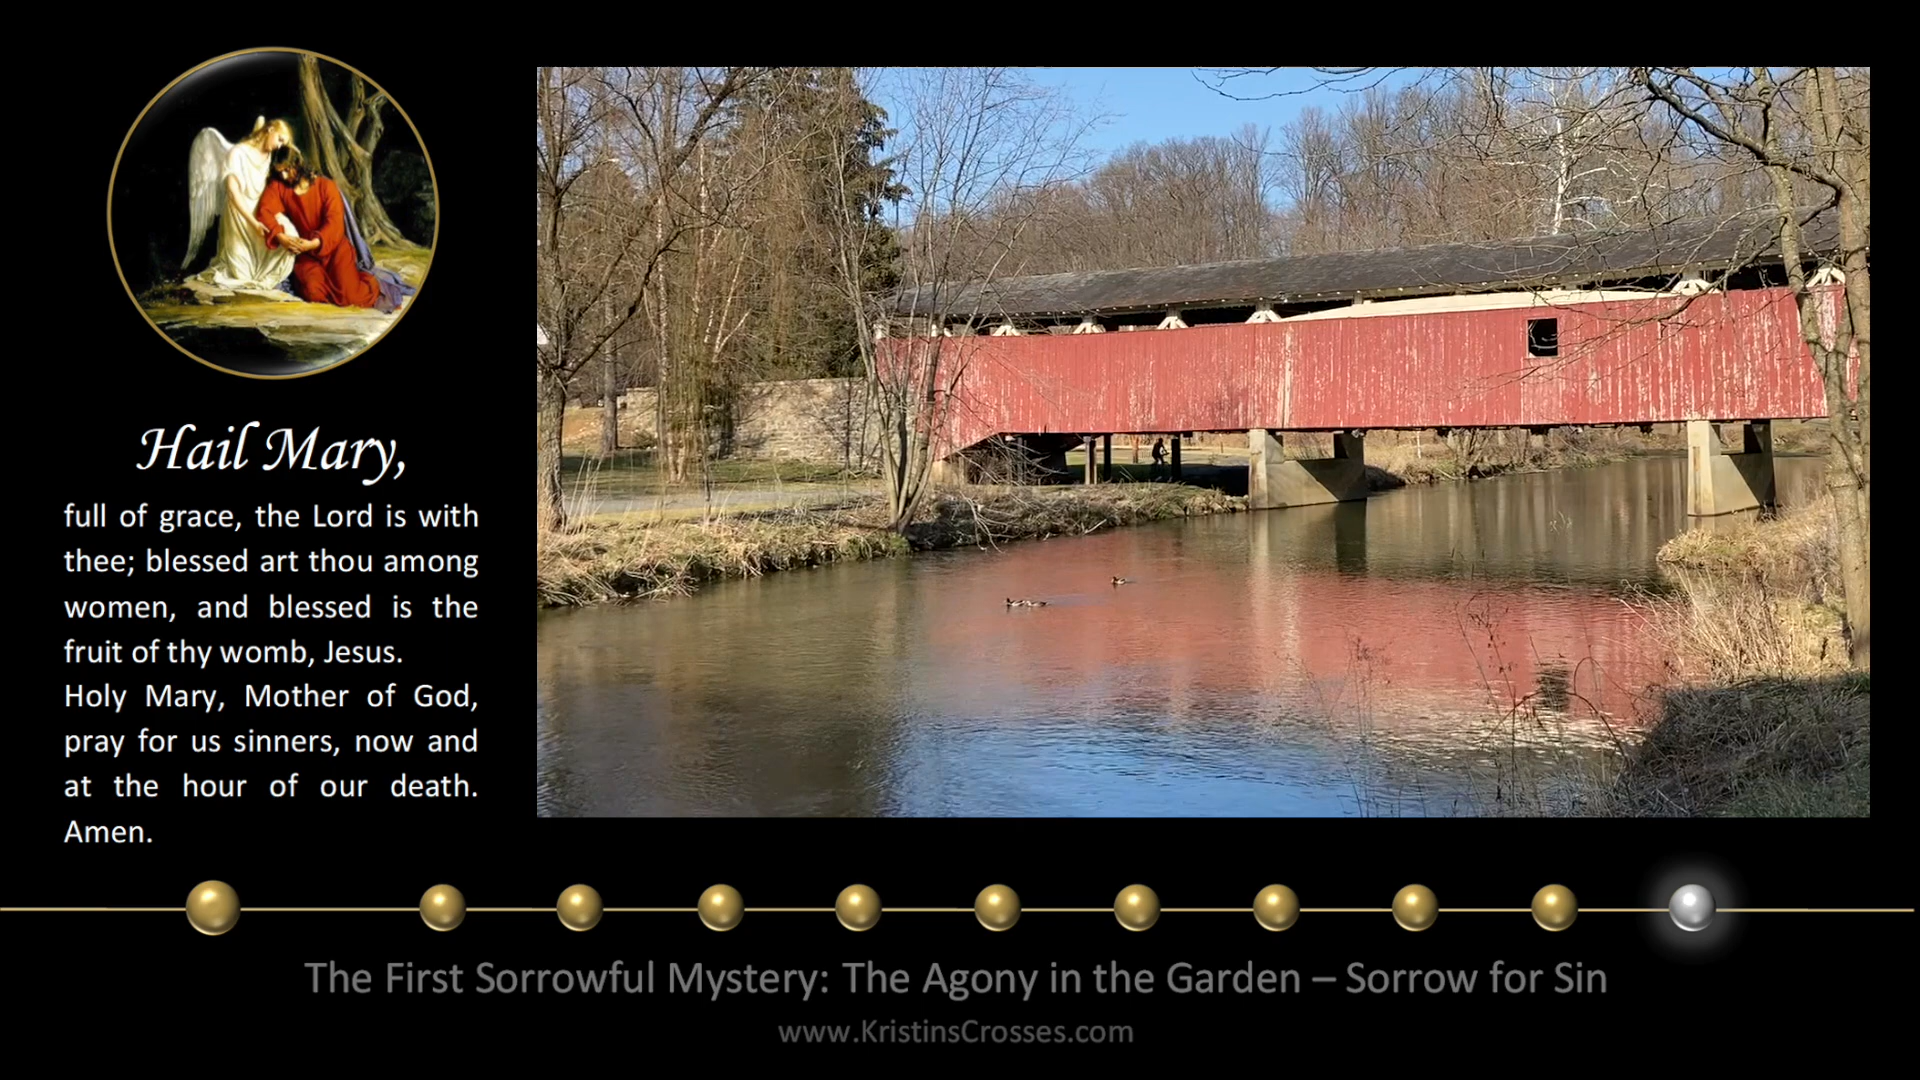 Hail Mary,
full of grace, the Lord is with
thee; blessed art thou among
women, and blessed is the
fruit of thy womb, Jesus.
Holy Mary, Mother of God,
pray for us sinners, now and
at the hour of our death.
Amen.
The First Sorrowful Mystery: The Agony in the Garden – Sorrow for Sin
www.KristinsCrosses.com